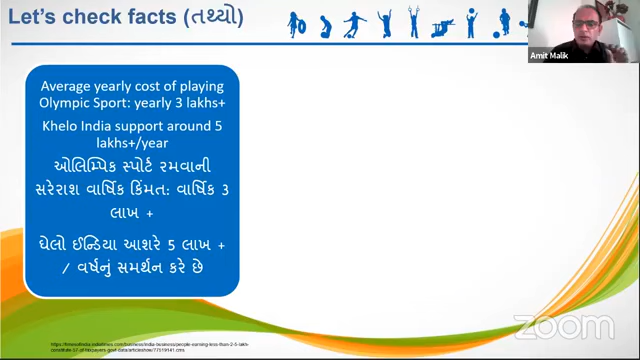 Let's check facts (તથ્યો)
Amit Malik
Average yearly cost of playing
Olympic Sport: yearly 3 lakhs+
Khelo India support around 5
lakhs+/year
ઓલિમ્પિક સ્પોર્ટ રમવાની
સરેરાશ વાર્ષિક કિંમત: વાર્ષિક 3
લાખ +
ઘેલો ઈન્ડિયા આશરે 5 લાખ +
/ વર્ષનું સમર્થન કરે છે
zoom